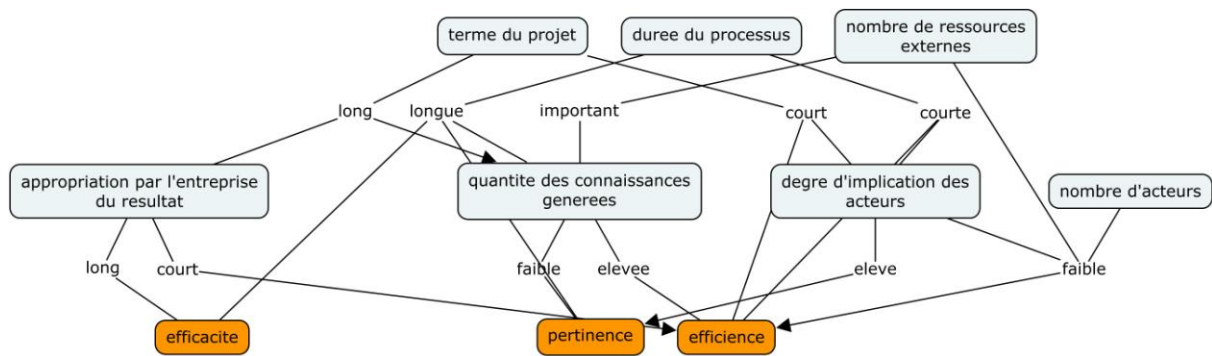 terme du projet
duree du processus
nombre de ressources
externes
long
longue
important
court
courte
appropriation par l'entreprise
du resultat
quantite des connaissances
generees
degre d'implication des
acteurs
nombre d'acteurs
long
court
faible
elevee
eleve
faible
efficacite
pertinence
efficience